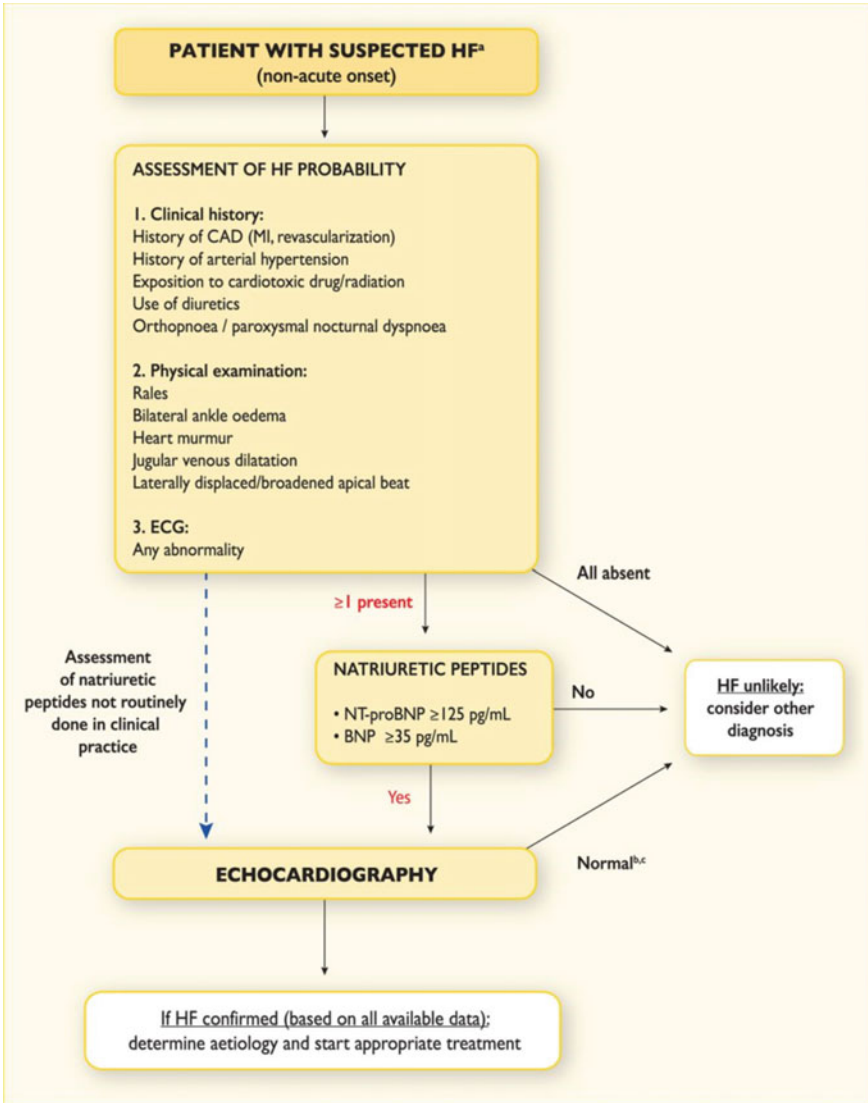 PATIENT WITH SUSPECTED HFª
(non-acute onset)
ASSESSMENT OF HF PROBABILITY
1. Clinical history:
History of CAD (MI, revascularization)
History of arterial hypertension
Exposition to cardiotoxic drug/radiation
Use of diuretics
Orthopnoea / paroxysmal nocturnal dyspnoea
2. Physical examination:
Rales
Bilateral ankle oedema
Heart murmur
Jugular venous dilatation
Laterally displaced/broadened apical beat
3. ECG:
Any abnormality
≥1 present
All absent
Assessment
of natriuretic
peptides not routinely
done in clinical
practice
NATRIURETIC PEPTIDES
• NT-proBNP ≥125 pg/mL
• BNP ≥35 pg/mL
No
HF unlikely:
consider other
diagnosis
Yes
ECHOCARDIOGRAPHY
Normalᵇ,ᶜ
If HF confirmed (based on all available data):
determine aetiology and start appropriate treatment